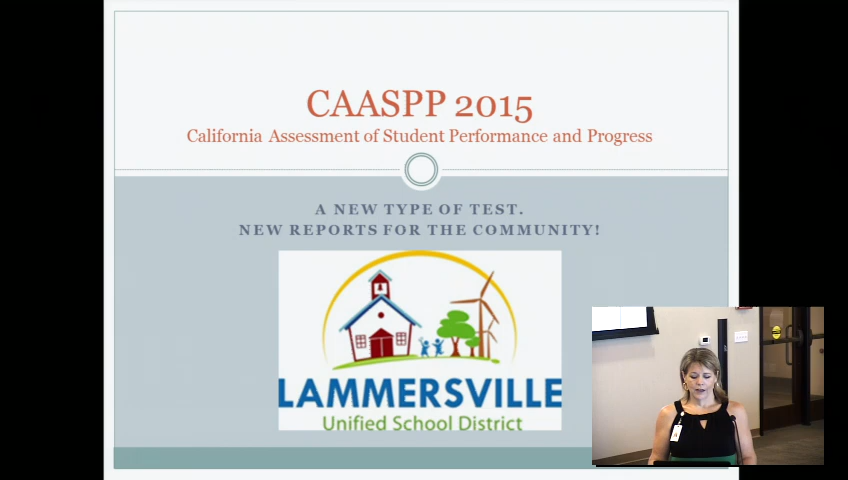 CAASPP 2015
California Assessment of Student Performance and Progress
A NEW TYPE OF TEST.
NEW REPORTS FOR THE COMMUNITY!
LAMMERSVILLE
Unified School District